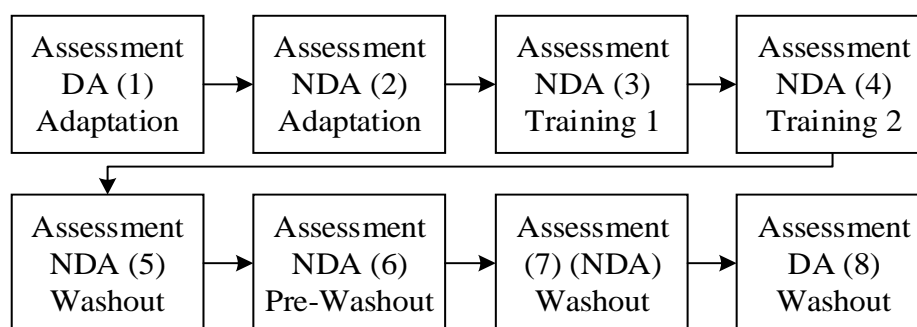 Assessment
DA (1)
Adaptation
Assessment
NDA (2)
Adaptation
Assessment
NDA (3)
Training 1
Assessment
NDA (4)
Training 2
Assessment
NDA (5)
Washout
Assessment
NDA (6)
Pre-Washout
Assessment
(7) (NDA)
Washout
Assessment
DA (8)
Washout